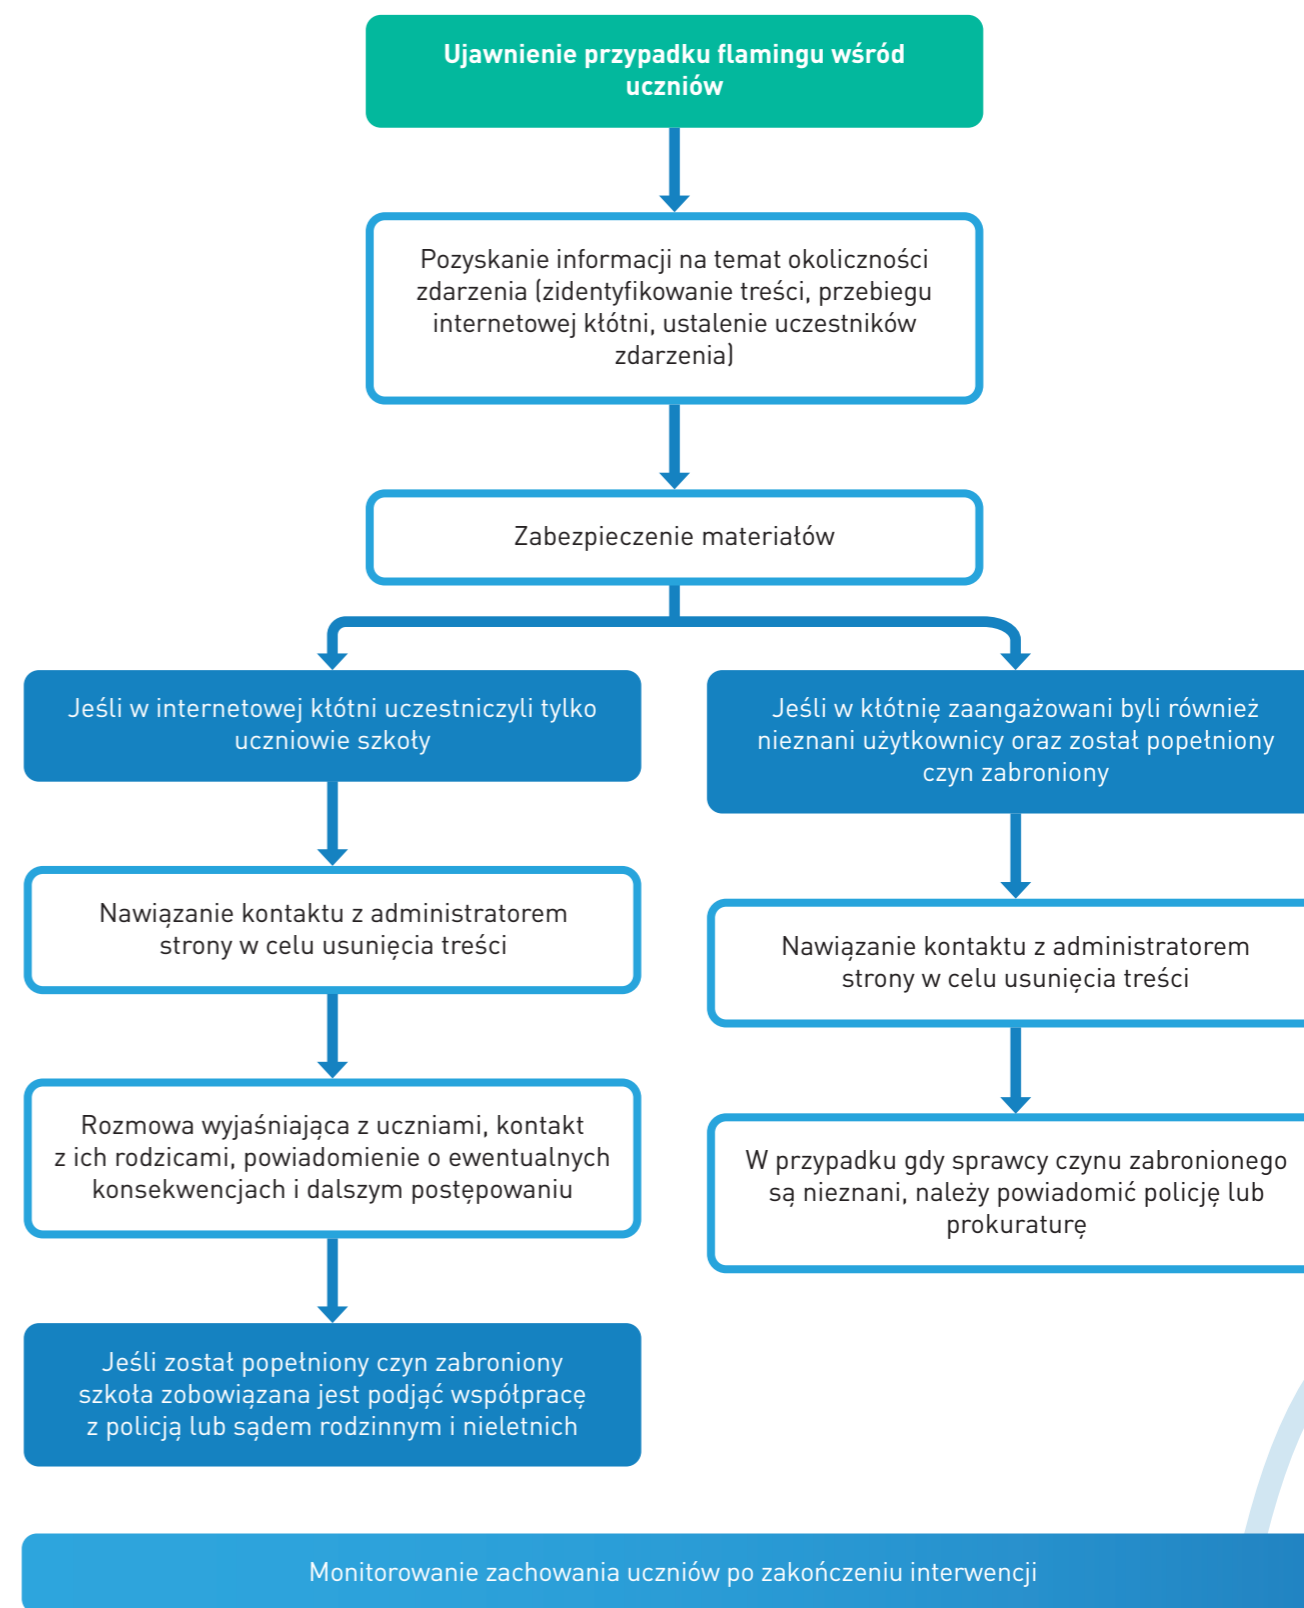 Ujawnienie przypadku flamingu wśród
uczniów
Pozyskanie informacji na temat okoliczności
zdarzenia (zidentyfikowanie treści, przebiegu
internetowej kłótni, ustalenie uczestników
zdarzenia)
Zabezpieczenie materiałów
Jeśli w internetowej kłótni uczestniczyli tylko
uczniowie szkoły
Nawiązanie kontaktu z administratorem
strony w celu usunięcia treści
Rozmowa wyjaśniająca z uczniami, kontakt
z ich rodzicami, powiadomienie o ewentualnych
konsekwencjach i dalszym postępowaniu
Jeśli został popełniony czyn zabroniony
szkoła zobowiązana jest podjąć współpracę
z policją lub sądem rodzinnym i nieletnich
Jeśli w kłótnię zaangażowani byli również
nieznani użytkownicy oraz został popełniony
czyn zabroniony
Nawiązanie kontaktu z administratorem
strony w celu usunięcia treści
W przypadku gdy sprawcy czynu zabronionego
są nieznani, należy powiadomić policję lub
prokuraturę
Monitorowanie zachowania uczniów po zakończeniu interwencji